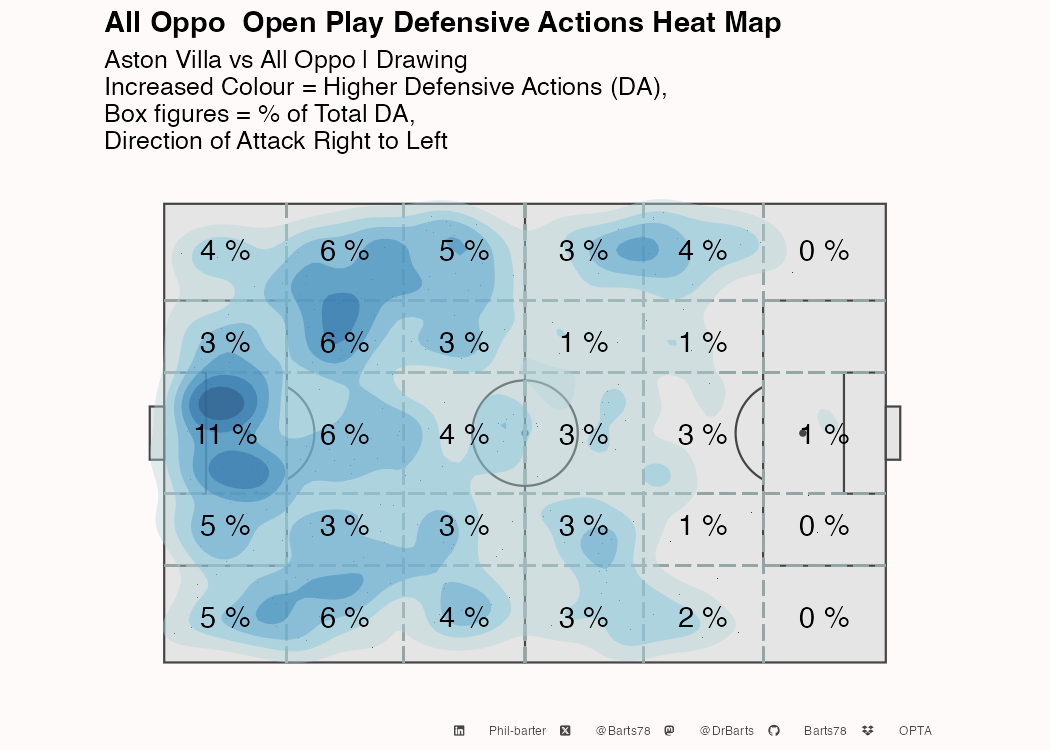 All Oppo  Open Play Defensive Actions Heat Map
Aston Villa vs All Oppo | Drawing
Increased Colour = Higher Defensive Actions (DA),
Box figures = % of Total DA,
Direction of Attack Right to Left
4 % 6 % 5 % 3 % 4 % 0 %
3 % 6 % 3 % 1 % 1 %
11 % 6 % 4 % 3 % 3 % 1 %
5 % 3 % 3 % 3 % 1 % 0 %
5 % 6 % 4 % 3 % 2 % 0 %
Phil-barter @Barts78 @DrBarts Barts78 OPTA